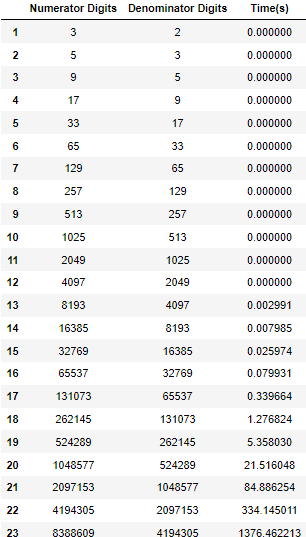 Numerator Digits Denominator Digits Time(s)
1 3 2 0.000000
2 5 3 0.000000
3 9 5 0.000000
4 17 9 0.000000
5 33 17 0.000000
6 65 33 0.000000
7 129 65 0.000000
8 257 129 0.000000
9 513 257 0.000000
10 1025 513 0.000000
11 2049 1025 0.000000
12 4097 2049 0.000000
13 8193 4097 0.002991
14 16385 8193 0.007985
15 32769 16385 0.025974
16 65537 32769 0.079931
17 131073 65537 0.339664
18 262145 131073 1.276824
19 524289 262145 5.358030
20 1048577 524289 21.516048
21 2097153 1048577 84.886254
22 4194305 2097153 334.145011
23 8388609 4194305 1376.462213